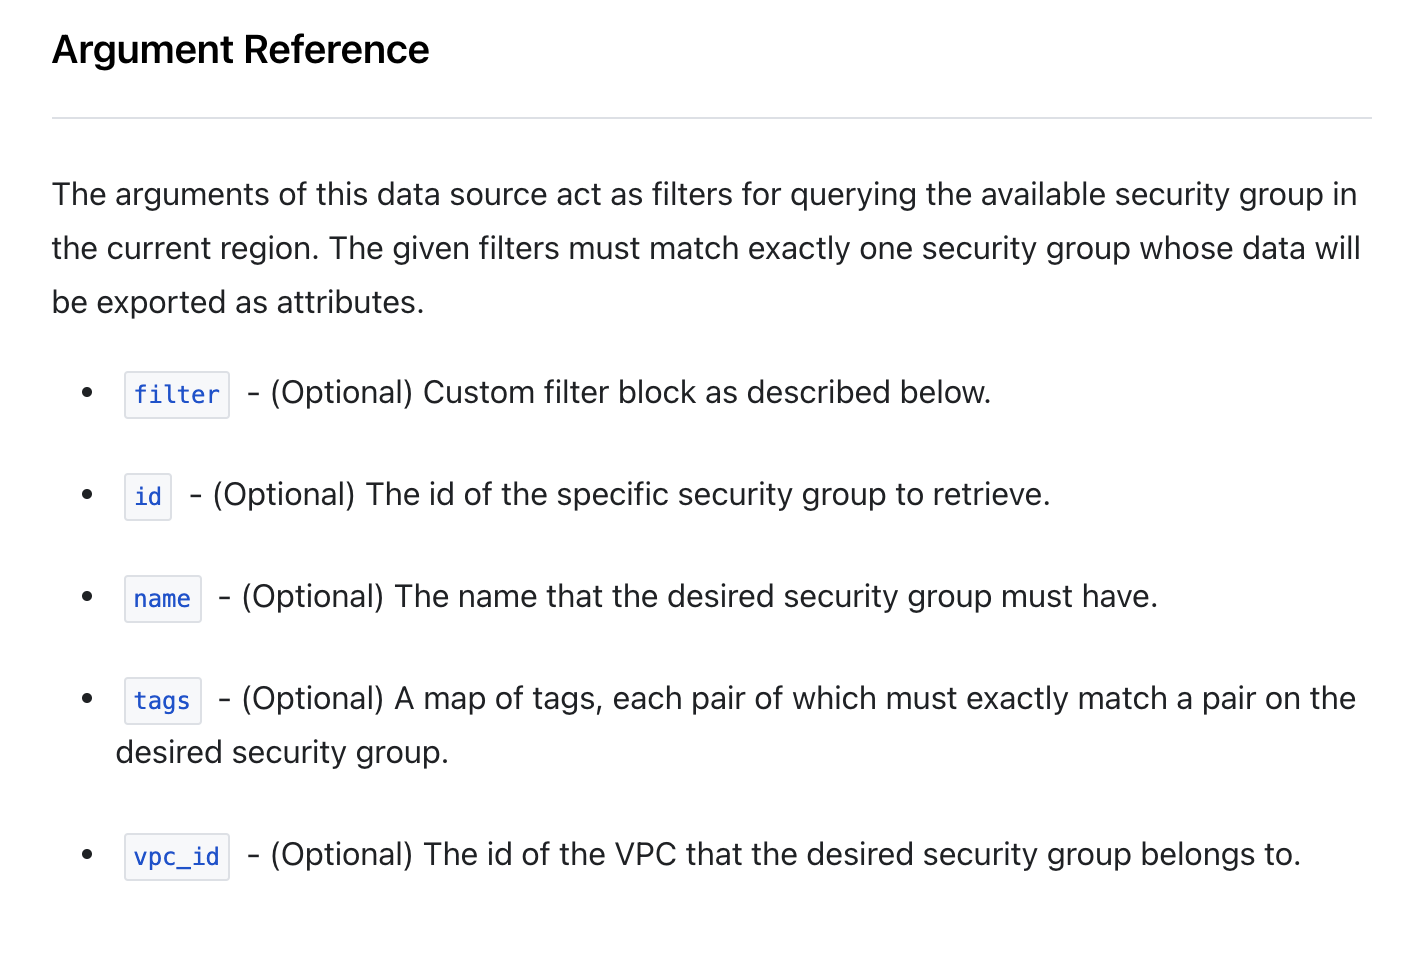 Argument Reference
The arguments of this data source act as filters for querying the available security group in
the current region. The given filters must match exactly one security group whose data will
be exported as attributes.
• filter - (Optional) Custom filter block as described below.
• id - (Optional) The id of the specific security group to retrieve.
• name - (Optional) The name that the desired security group must have.
• tags - (Optional) A map of tags, each pair of which must exactly match a pair on the
desired security group.
• vpc_id - (Optional) The id of the VPC that the desired security group belongs to.